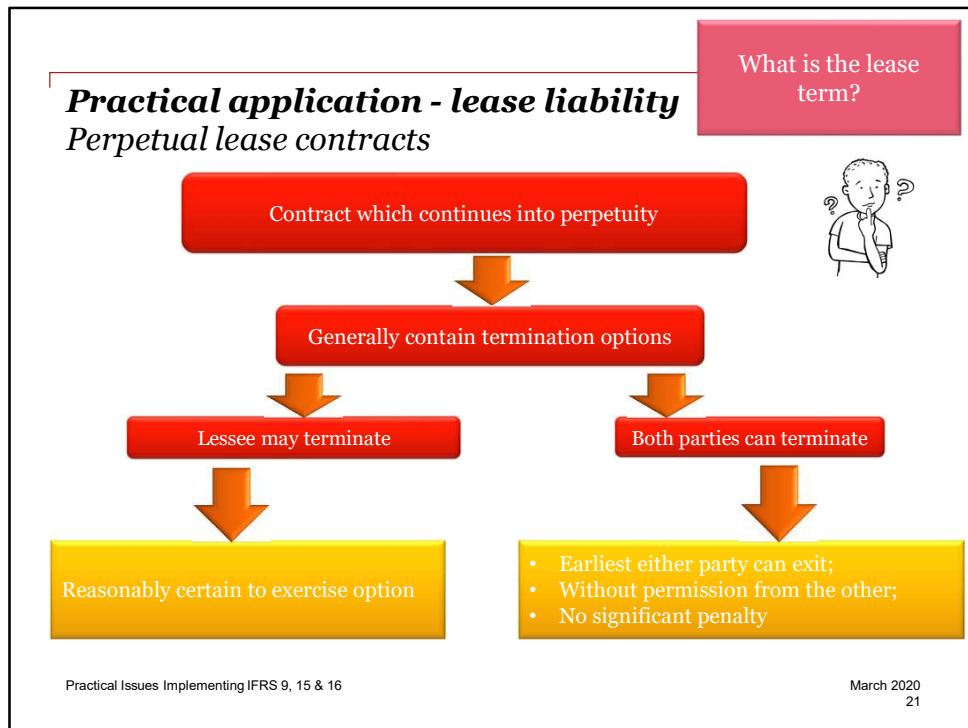 What is the lease
term?
Practical application - lease liability
Perpetual lease contracts
? ?
Contract which continues into perpetuity
Generally contain termination options
Lessee may terminate
Both parties can terminate
Reasonably certain to exercise option
• Earliest either party can exit;
• Without permission from the other;
• No significant penalty
Practical Issues Implementing IFRS 9, 15 & 16
March 2020
21